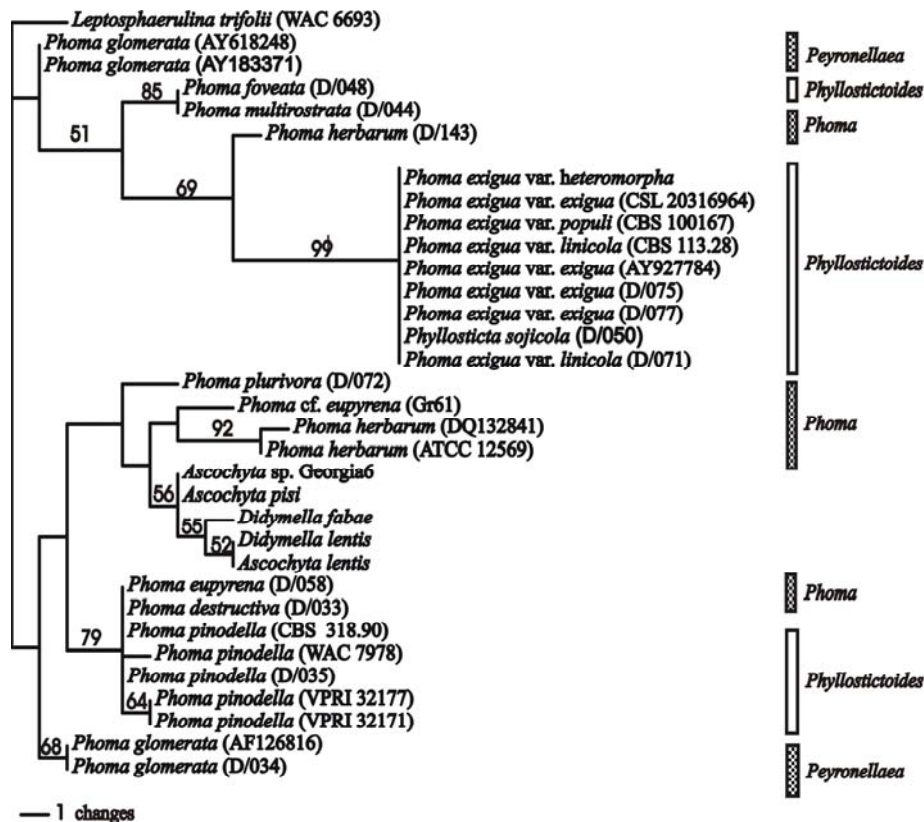 Leptosphaerulina trifolii (WAC 6693)
Phoma glomerata (AY618248)
Phoma glomerata (AY183371)
Peyronellaea
85
Phoma foveata (D/048)
Phyllostictoides
Phoma multirostrata (D/044)
51
Phoma herbarum (D/143)
Phoma
Phoma exigua var. heteromorpha
69
Phoma exigua var. exigua (CSL 20316964)
Phoma exigua var. populi (CBS 100167)
99
Phoma exigua var. linicola (CBS 113.28)
Phoma exigua var. exigua (AY927784)
Phyllostictoides
Phoma exigua var. exigua (D/075)
Phoma exigua var. exigua (D/077)
Phyllosticta sojicola (D/050)
Phoma exigua var. linicola (D/071)
Phoma plurivora (D/072)
Phoma cf. eupyrena (Gr61)
Phoma
92
Phoma herbarum (DQ132841)
Phoma herbarum (ATCC 12569)
Ascochyta sp. Georgia6
56
Ascochyta pisi
55
Didymella fabae
52
Didymella lentis
Ascochyta lentis
Phoma eupyrena (D/058)
Phoma
Phoma destructiva (D/033)
79
Phoma pinodella (CBS 318.90)
Phoma pinodella (WAC 7978)
Phoma pinodella (D/035)
Phyllostictoides
64
Phoma pinodella (VPRI 32177)
Phoma pinodella (VPRI 32171)
68
Phoma glomerata (AF126816)
Phoma glomerata (D/034)
Peyronellaea
1 changes